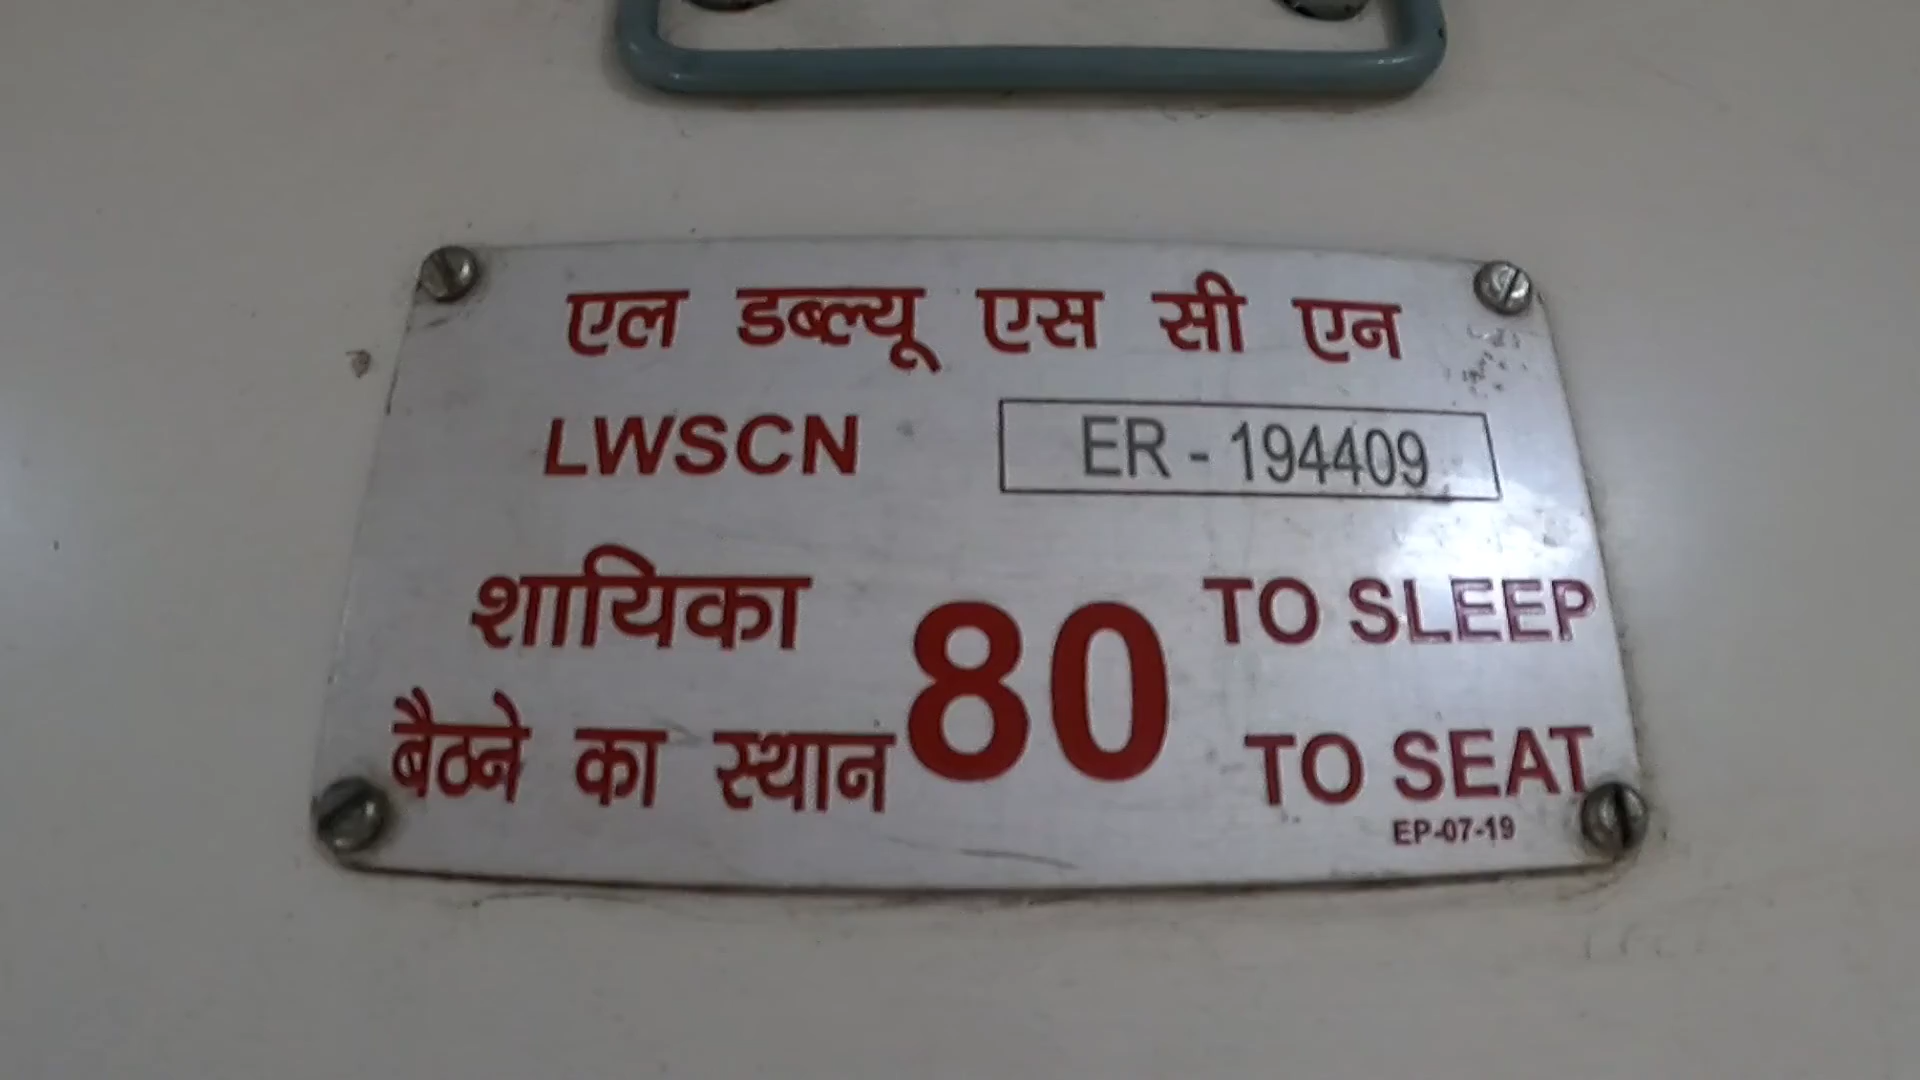 एल डब्ल्यू एस सी एन
LWSCN ER - 194409
शायिका 80 TO SLEEP
बैठने का स्थान TO SEAT
EP-07-19